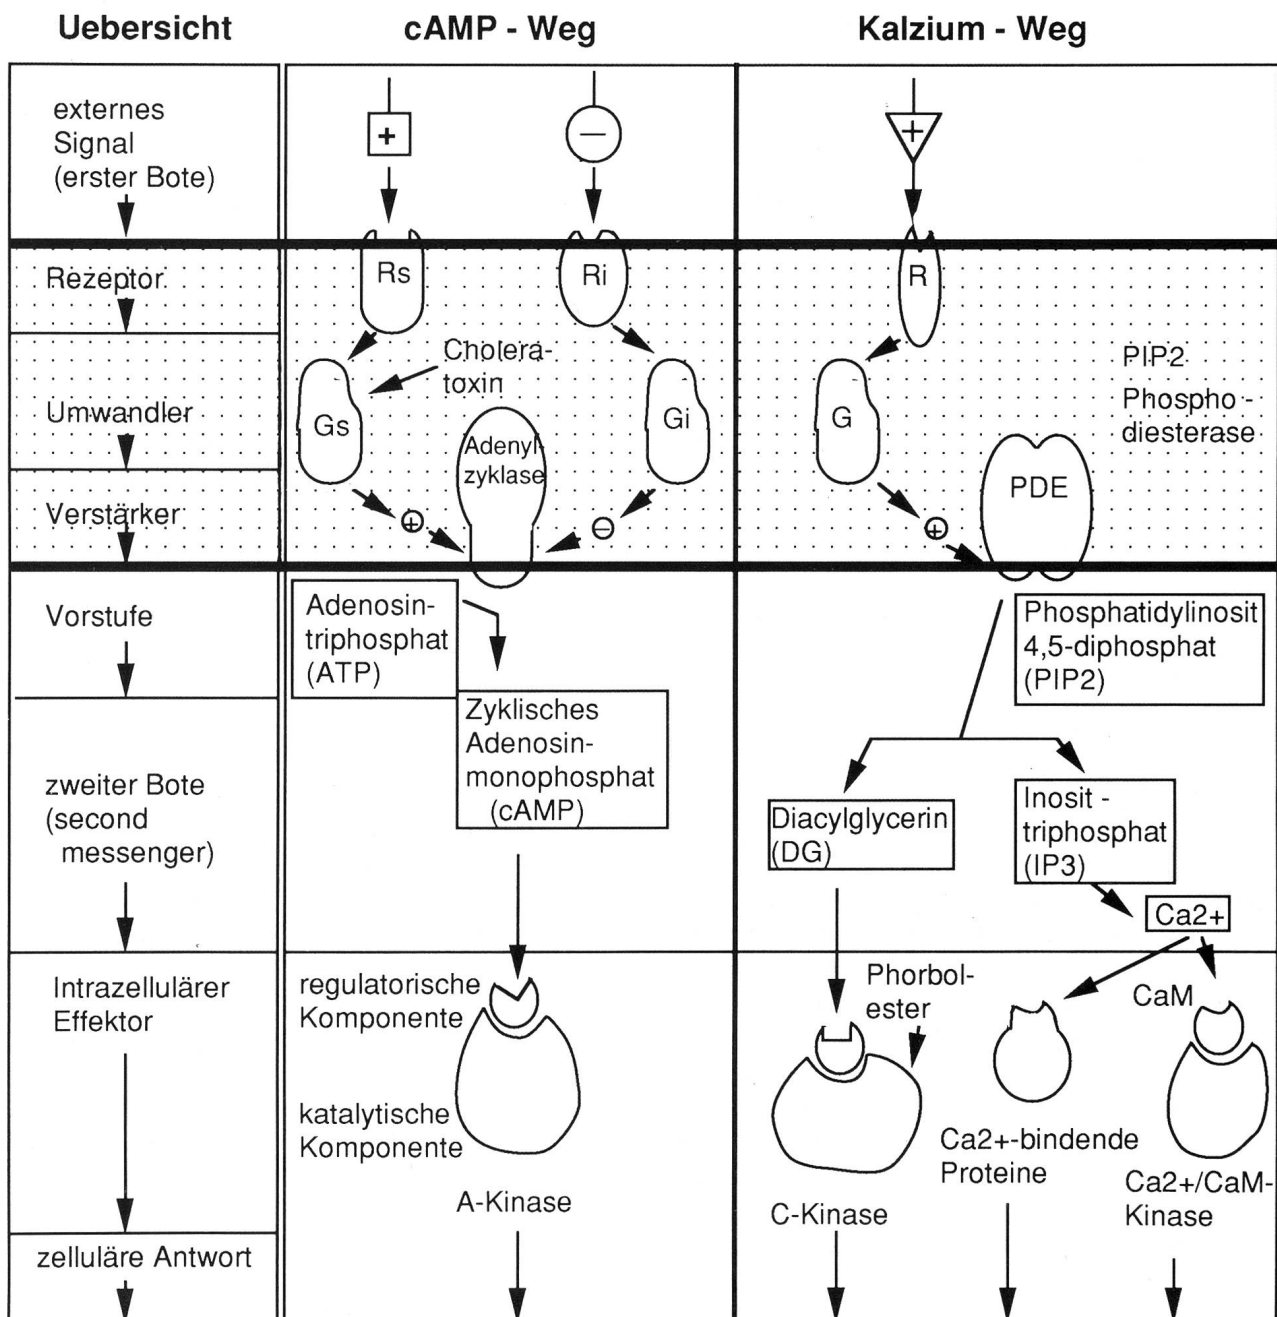 Uebersicht
cAMP - Weg
Kalzium - Weg
externes
Signal
(erster Bote)
+
−
+
Rezeptor
Rs
Ri
R
Umwandler
Gs
Cholera-
toxin
Adenyl-
zyklase
Gi
G
PIP2
Phospho -
diesterase
PDE
Verstärker
+
−
+
Vorstufe
Adenosin-
triphosphat
(ATP)
Phosphatidylinosit
4,5-diphosphat
(PIP2)
zweiter Bote
(second
messenger)
Zyklisches
Adenosin-
monophosphat
(cAMP)
Diacylglycerin
(DG)
Inosit -
triphosphat
(IP3)
Ca2+
Intrazellulärer
Effektor
regulatorische
Komponente
katalytische
Komponente
A-Kinase
Phorbol-
ester
C-Kinase
Ca2+-bindende
Proteine
CaM
Ca2+/CaM-
Kinase
zelluläre Antwort